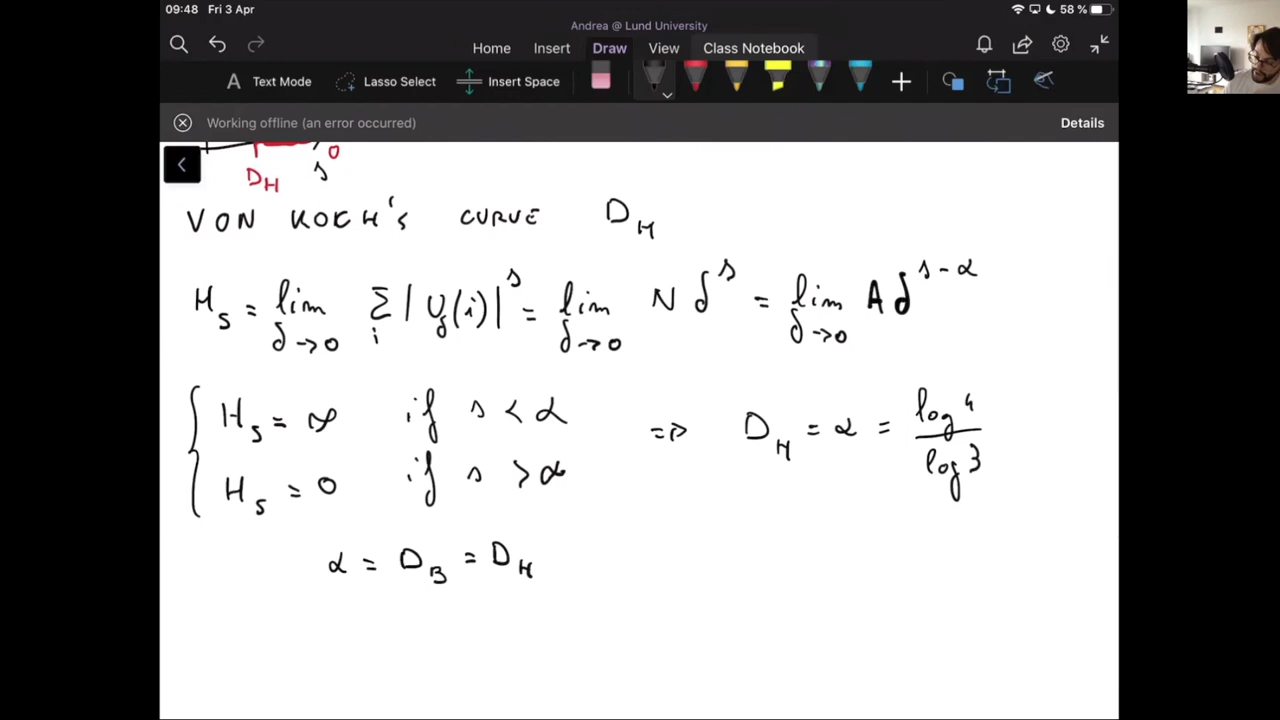 09:48 Fri 3 Apr 58 %
Andrea @ Lund University
Home Insert Draw View Class Notebook
Text Mode Lasso Select Insert Space
Working offline (an error occurred) Details
0
D_H s
VON KOCH'S CURVE D_H
H_s = lim_{δ→0} Σ_i |U_δ(i)|^s = lim_{δ→0} N δ^s = lim_{δ→0} A δ^{s-α}
H_s = ∞ if s < α ⇒ D_H = α = log 4 / log 3
H_s = 0 if s > α
α = D_B = D_H